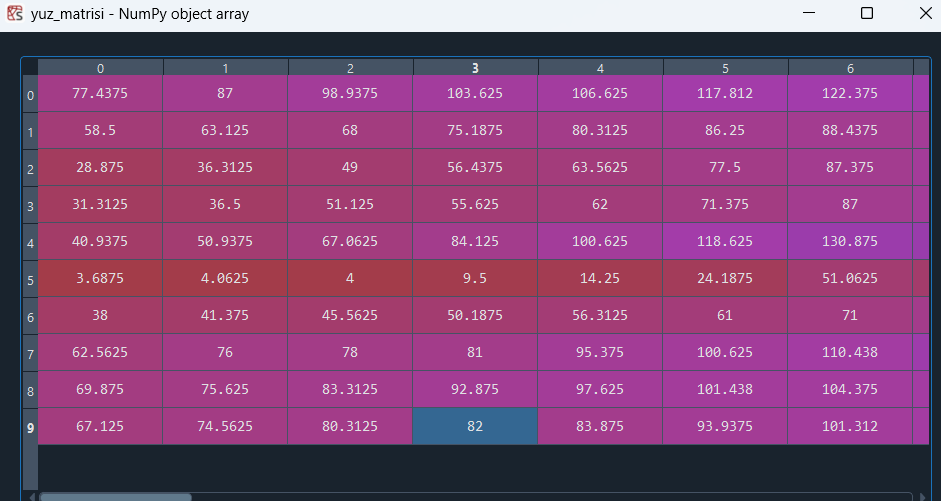 yuz_matrisi - NumPy object array
0 1 2 3 4 5 6
0 77.4375 87 98.9375 103.625 106.625 117.812 122.375
1 58.5 63.125 68 75.1875 80.3125 86.25 88.4375
2 28.875 36.3125 49 56.4375 63.5625 77.5 87.375
3 31.3125 36.5 51.125 55.625 62 71.375 87
4 40.9375 50.9375 67.0625 84.125 100.625 118.625 130.875
5 3.6875 4.0625 4 9.5 14.25 24.1875 51.0625
6 38 41.375 45.5625 50.1875 56.3125 61 71
7 62.5625 76 78 81 95.375 100.625 110.438
8 69.875 75.625 83.3125 92.875 97.625 101.438 104.375
9 67.125 74.5625 80.3125 82 83.875 93.9375 101.312